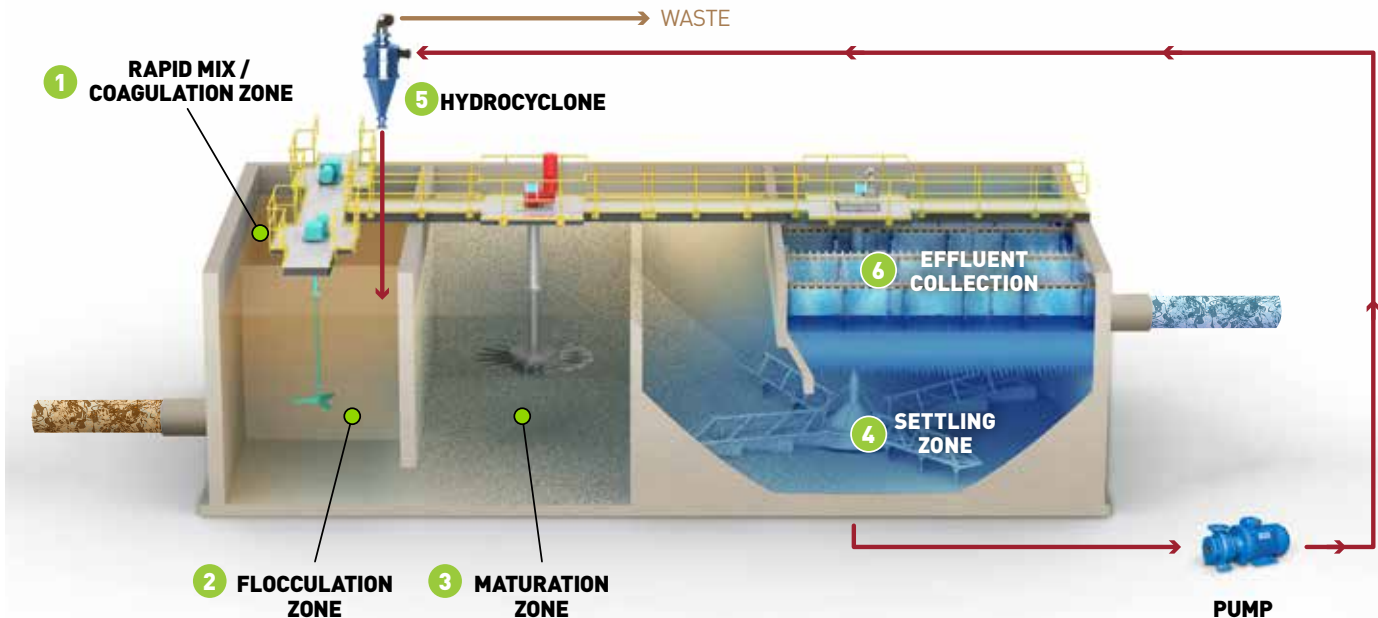 WASTE
1
RAPID MIX /
COAGULATION ZONE
5 HYDROCYCLONE
6
EFFLUENT
COLLECTION
4
SETTLING
ZONE
2
FLOCCULATION
ZONE
3
MATURATION
ZONE
PUMP